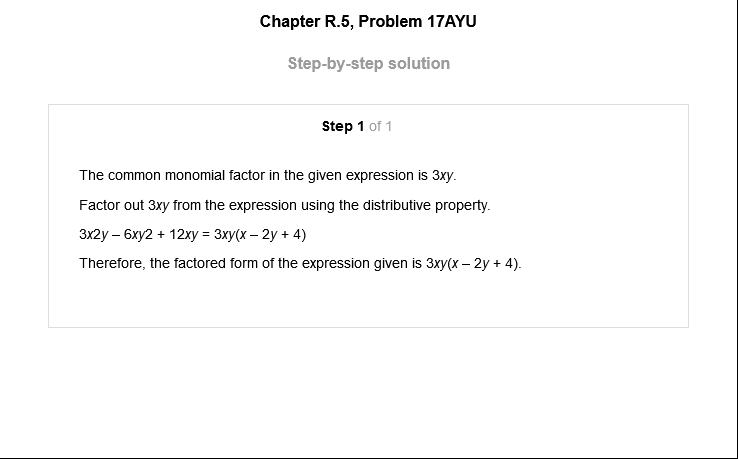 Chapter R.5, Problem 17AYU
Step-by-step solution
Step 1 of 1
The common monomial factor in the given expression is 3xy.
Factor out 3xy from the expression using the distributive property.
3x2y – 6xy2 + 12xy = 3xy(x – 2y + 4)
Therefore, the factored form of the expression given is 3xy(x – 2y + 4).